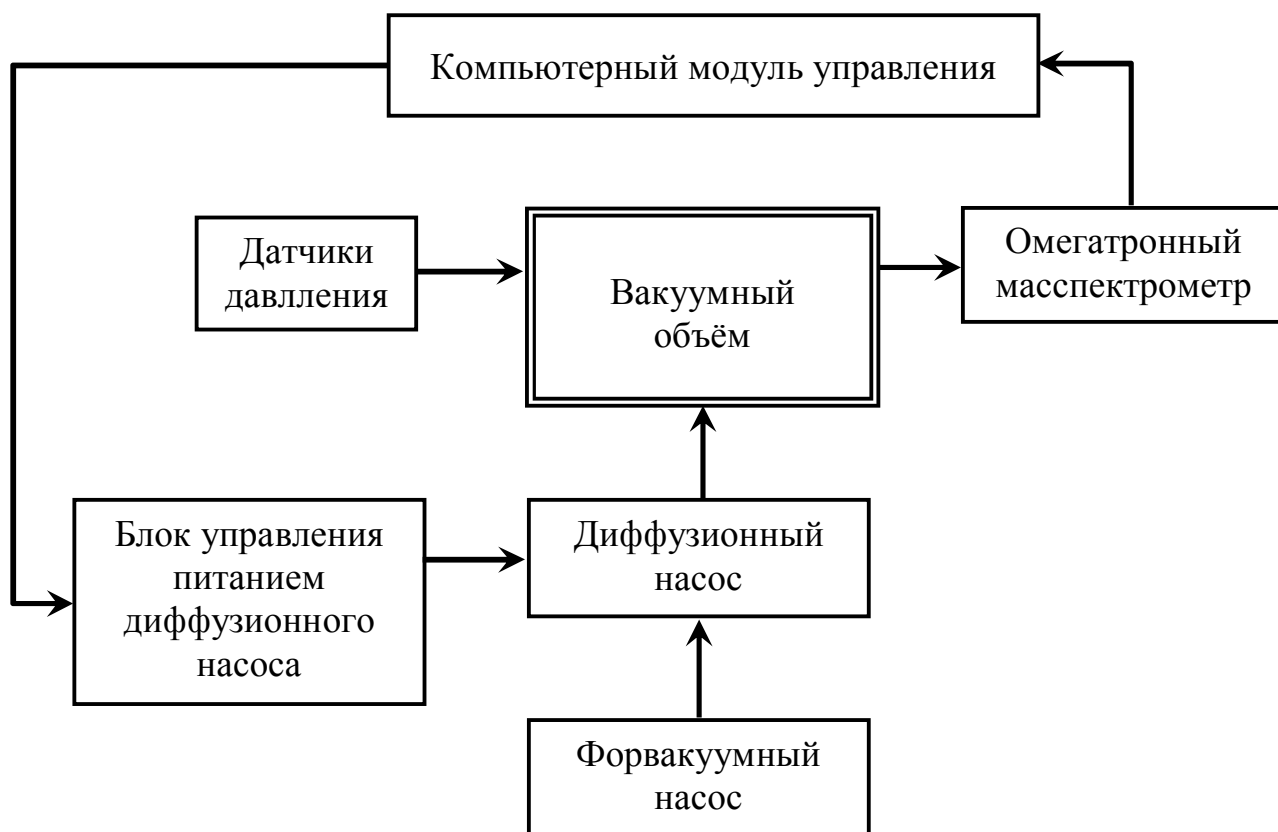 Компьютерный модуль управления
Датчики
давлления
Вакуумный
объём
Омегатронный
масспектрометр
Блок управления
питанием
диффузионного
насоса
Диффузионный
насос
Форвакуумный
насос